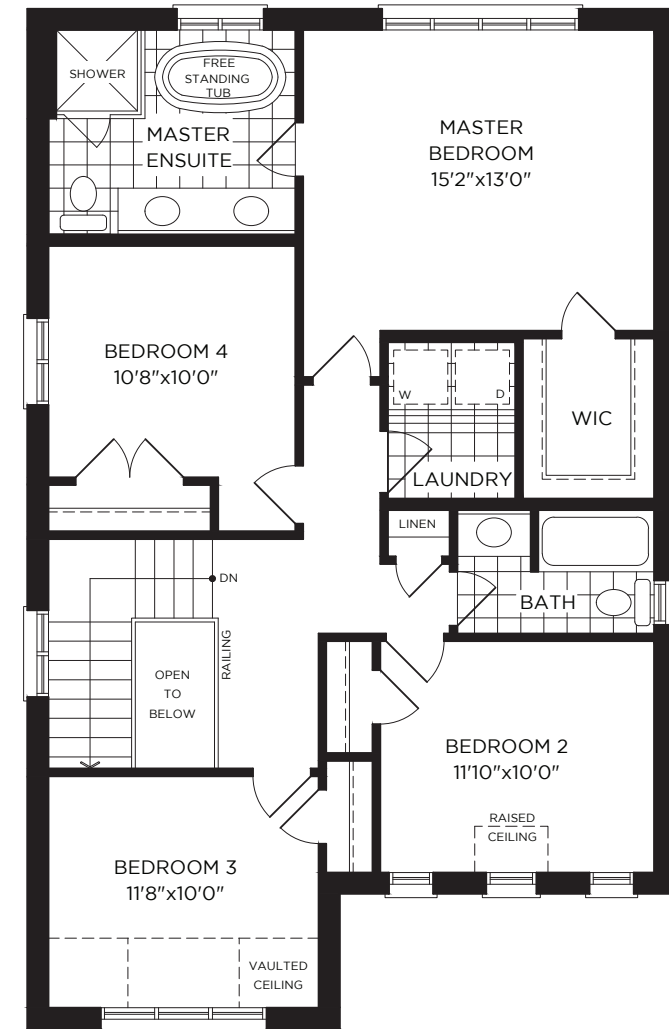 SHOWER
FREE
STANDING
TUB
MASTER
ENSUITE
MASTER
BEDROOM
15'2"x13'0"
BEDROOM 4
10'8"x10'0"
W
D
LAUNDRY
WIC
LINEN
BATH
DN
RAILING
OPEN
TO
BELOW
BEDROOM 2
11'10"x10'0"
RAISED
CEILING
BEDROOM 3
11'8"x10'0"
VAULTED
CEILING